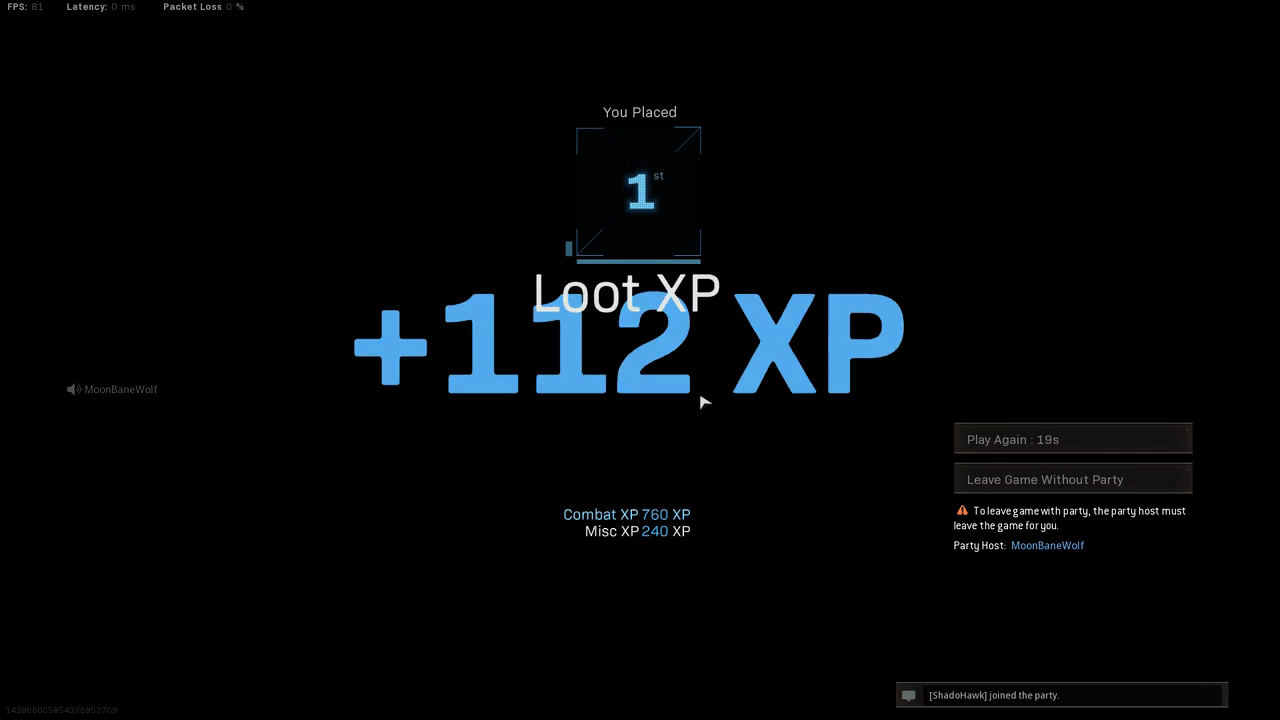 FPS: 81 Latency: 0 ms Packet Loss 0 %
You Placed
1st
Loot XP
+112 XP
MoonBaneWolf
Play Again : 19s
Leave Game Without Party
To leave game with party, the party host must
leave the game for you.
Combat XP 760 XP
Misc XP 240 XP
Party Host: MoonBaneWolf
[ShadoHawk] joined the party.